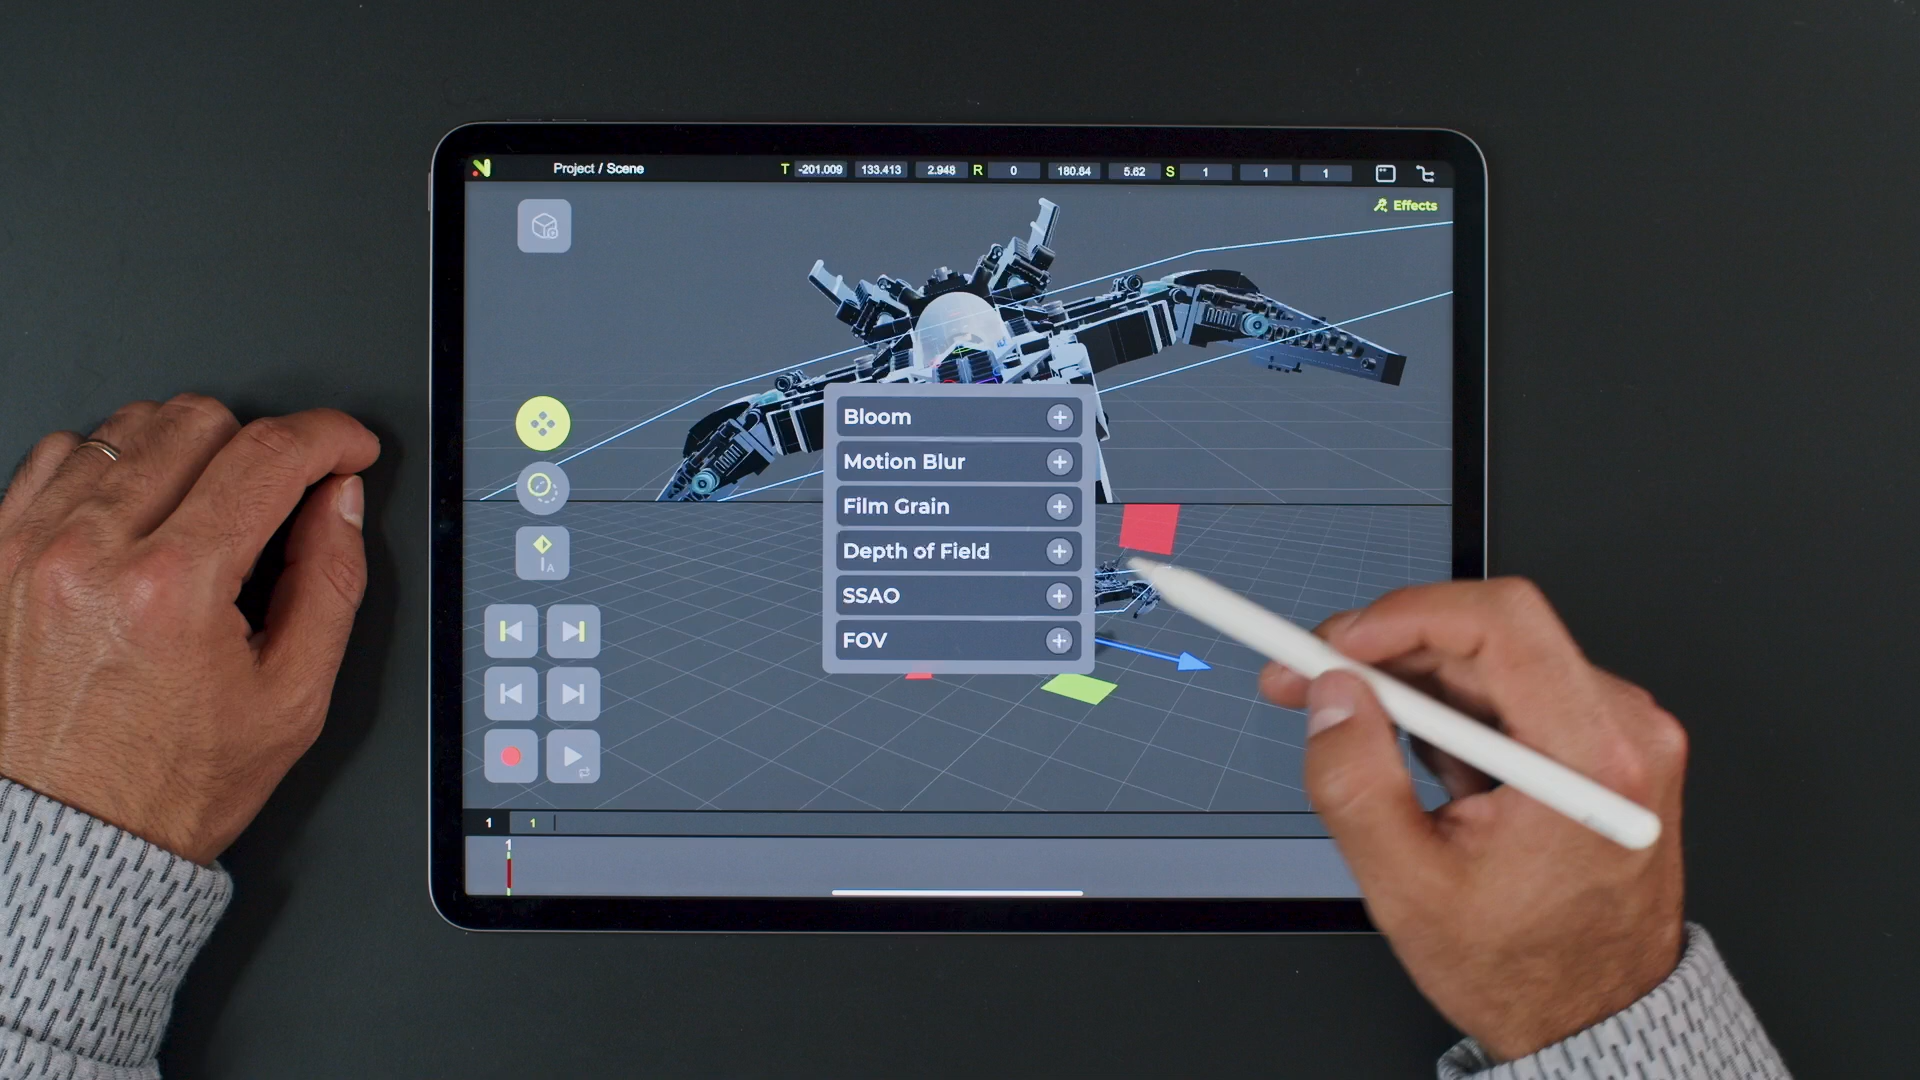 Project / Scene
T -201.009 133.413 2.948 R 0 180.84 5.62 S 1 1 1
Effects
Bloom
Motion Blur
Film Grain
Depth of Field
SSAO
FOV
A
1 1
1